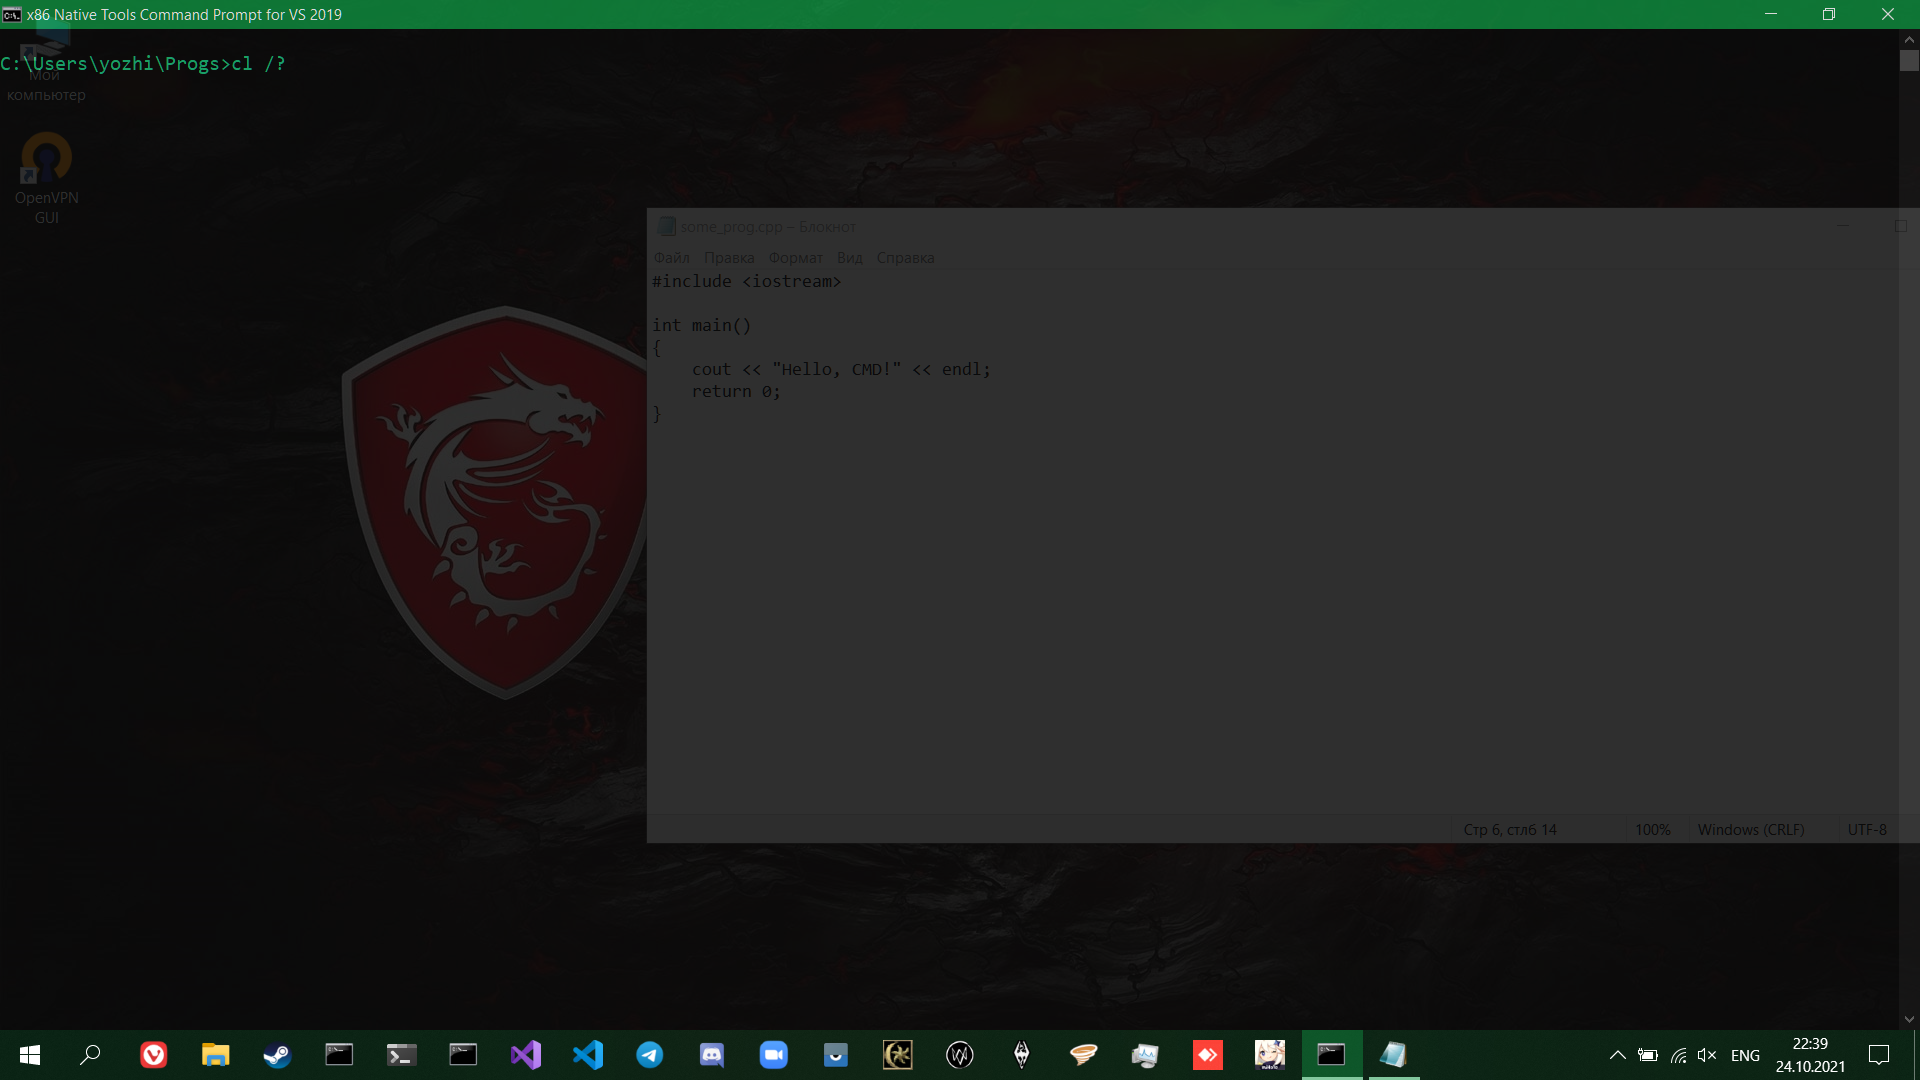 x86 Native Tools Command Prompt for VS 2019
C:\Users\yozhi\Progs>cl /?
Мой
компьютер
OpenVPN
GUI
some_prog.cpp – Блокнот
Файл Правка Формат Вид Справка
#include <iostream>
int main()
{
cout << "Hello, CMD!" << endl;
return 0;
}
Стр 6, стлб 14 100% Windows (CRLF) UTF-8
ENG
22:39
24.10.2021